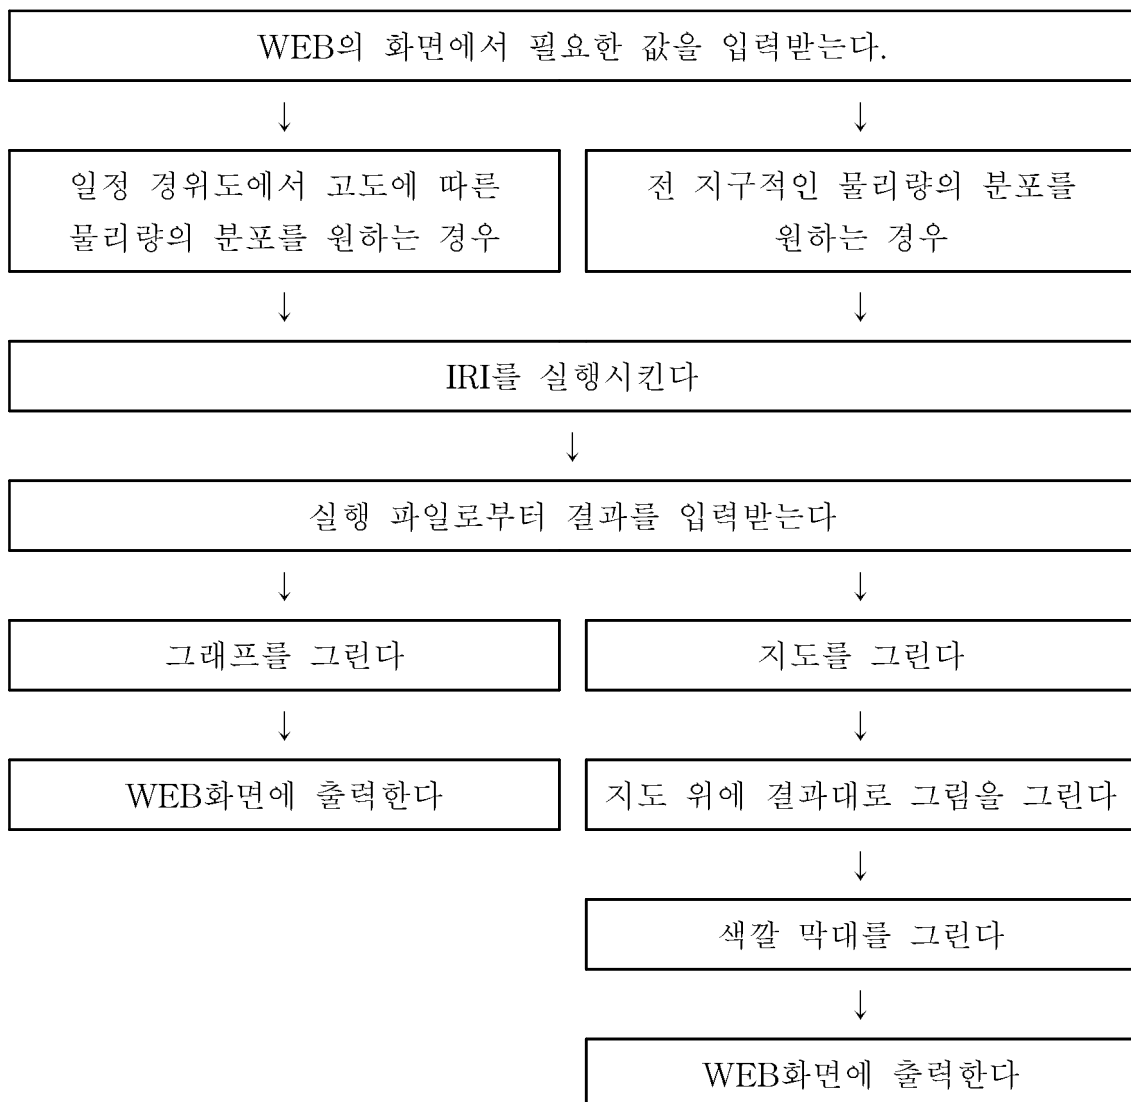 WEB의 화면에서 필요한 값을 입력받는다.
↓ ↓
일정 경위도에서 고도에 따른
물리량의 분포를 원하는 경우
전 지구적인 물리량의 분포를
원하는 경우
↓ ↓
IRI를 실행시킨다
↓
실행 파일로부터 결과를 입력받는다
↓ ↓
그래프를 그린다
지도를 그린다
↓ ↓
WEB화면에 출력한다
지도 위에 결과대로 그림을 그린다
↓
색깔 막대를 그린다
↓
WEB화면에 출력한다